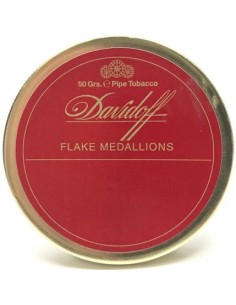 50 Grs. ℮ Pipe Tobacco
Davidoff
FLAKE MEDALLIONS